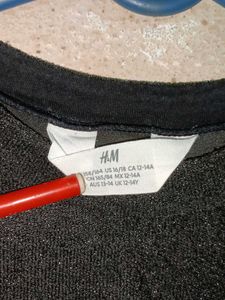 H&M
158/164 US 16/18 CA 12-14A
CN 165/84 MX 12-14A
AUS 13-14 UK 12-14Y